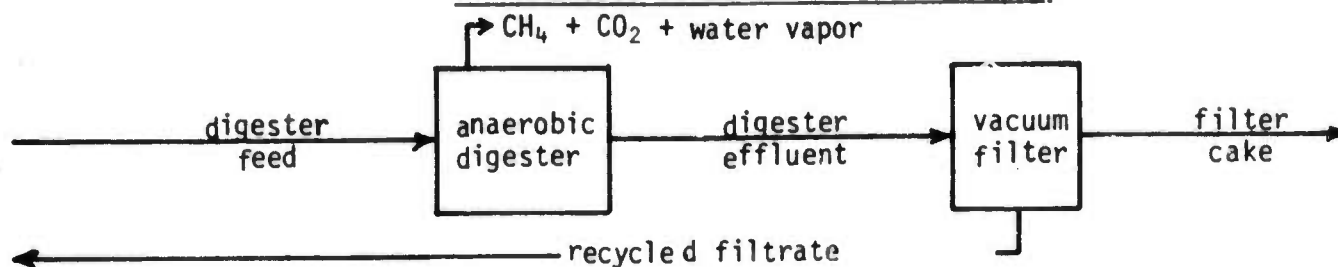 CH₄ + CO₂ + water vapor
digester
feed
anaerobic
digester
digester
effluent
vacuum
filter
filter
cake
recycled filtrate